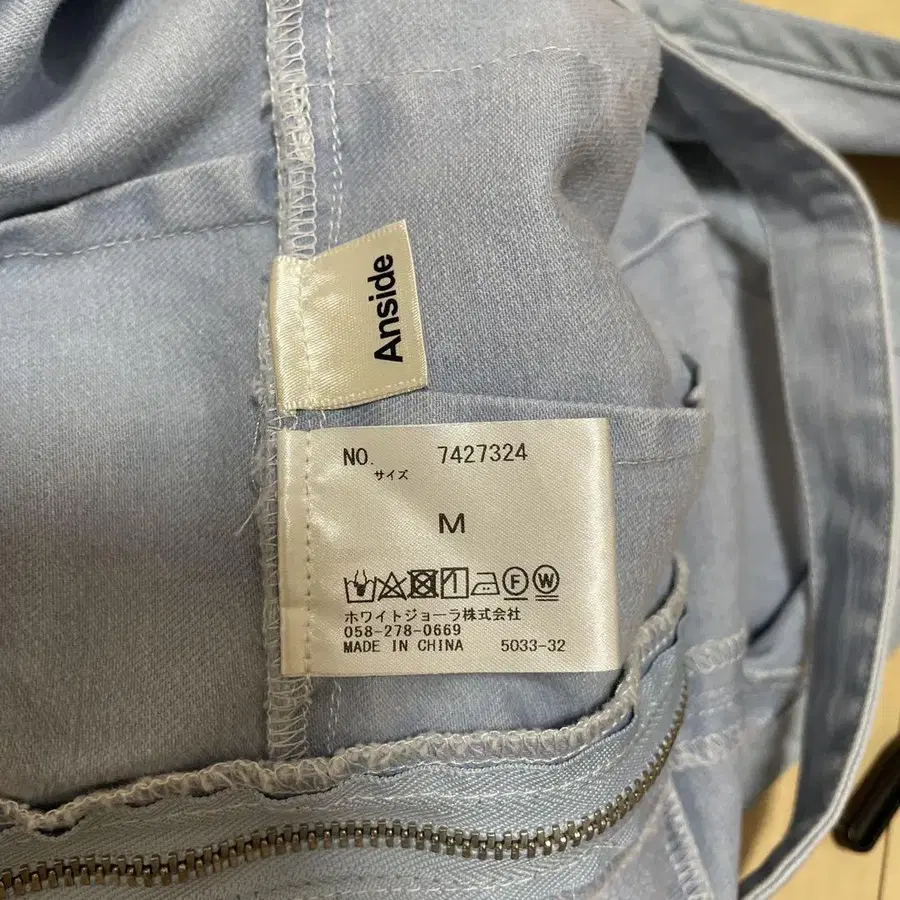 Anside
NO. 7427324
サイズ
M
F W
ホワイトジョーラ株式会社
058-278-0669
MADE IN CHINA 5033-32